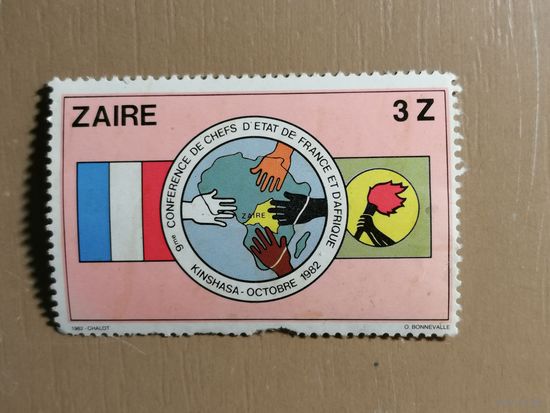 ZAIRE
3 Z
9ème CONFERENCE DE CHEFS D'ETAT DE FRANCE ET D'AFRIQUE
ZAIRE
KINSHASA - OCTOBRE 1982
1982 - CHALOT
O. BONNEVALLE